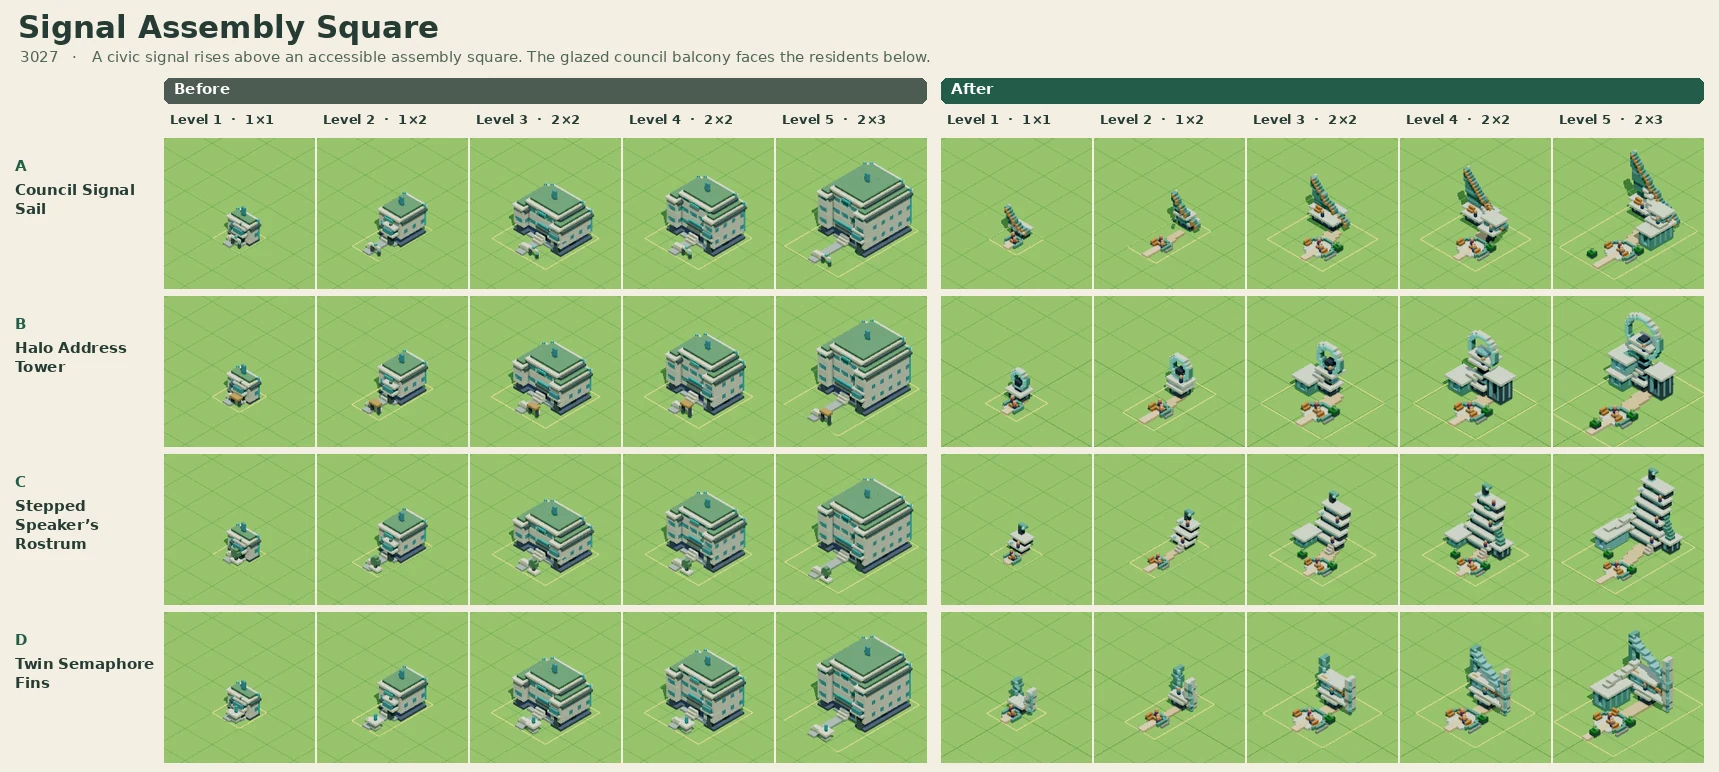 Signal Assembly Square
3027 · A civic signal rises above an accessible assembly square. The glazed council balcony faces the residents below.
Before
After
Level 1 · 1×1
Level 2 · 1×2
Level 3 · 2×2
Level 4 · 2×2
Level 5 · 2×3
Level 1 · 1×1
Level 2 · 1×2
Level 3 · 2×2
Level 4 · 2×2
Level 5 · 2×3
A
Council Signal
Sail
B
Halo Address
Tower
C
Stepped
Speaker’s
Rostrum
D
Twin Semaphore
Fins